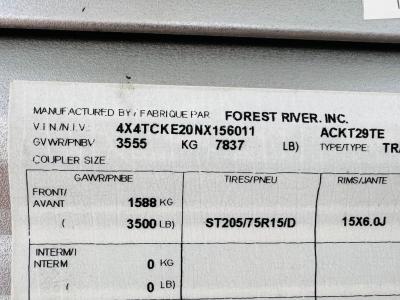 MANUFACTURED BY / FABRIQUE PAR FOREST RIVER, INC.
V.I.N./N.I.V.: 4X4TCKE20NX156011 ACKT29TE
GVWR/PNBV 3555 KG 7837 LB) TYPE/TYPE: TRA
COUPLER SIZE
GAWR/PNBE TIRES/PNEU RIMS/JANTE
FRONT/
AVANT 1588 KG
( 3500 LB) ST205/75R15/D 15X6.0J
INTERM/I
NTERM 0 KG
( 0 LB)